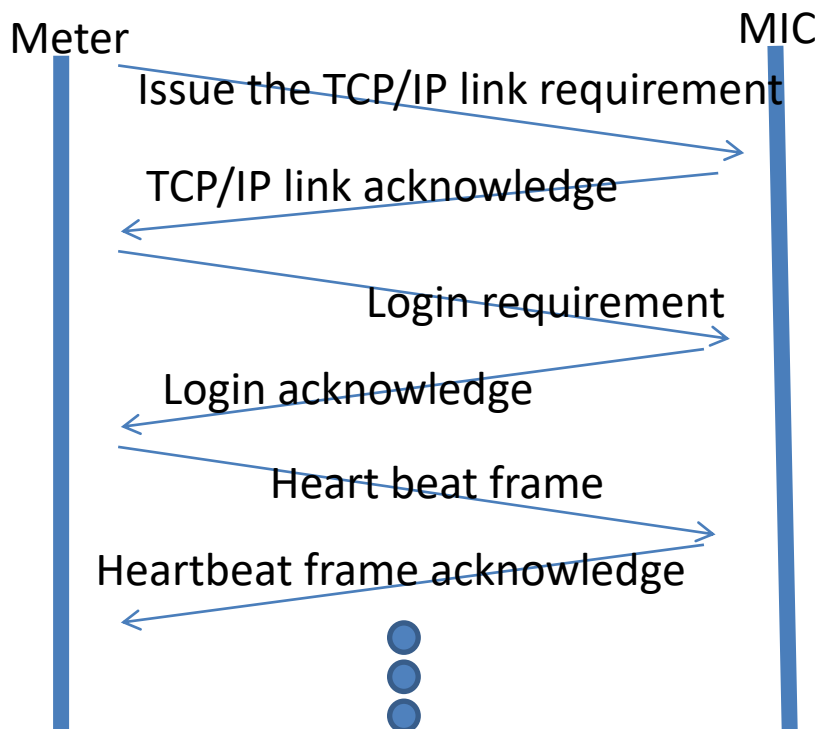 Meter
MIC
Issue the TCP/IP link requirement
TCP/IP link acknowledge
Login requirement
Login acknowledge
Heart beat frame
Heartbeat frame acknowledge